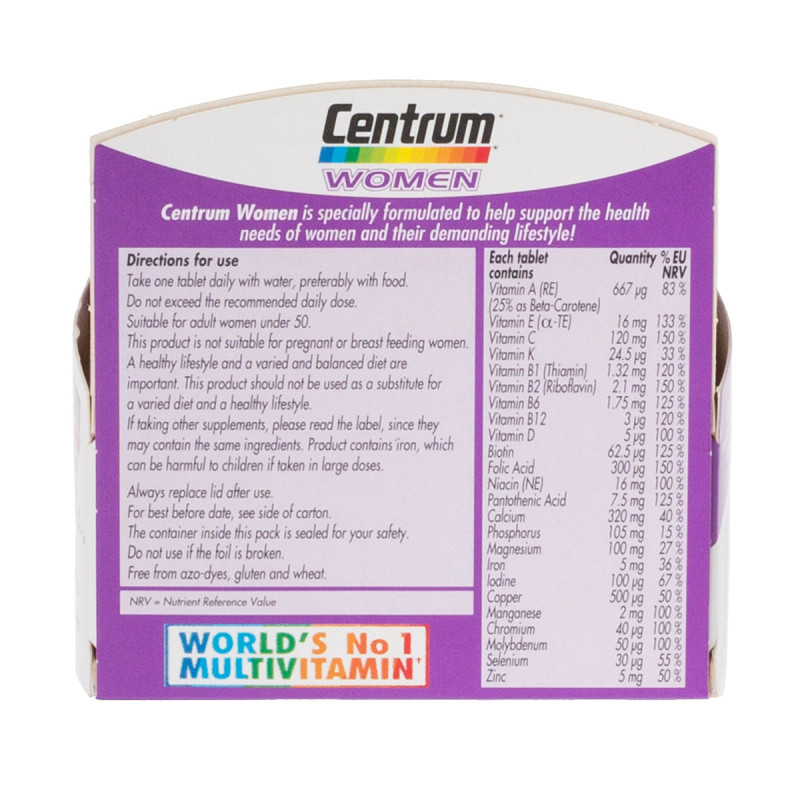 Centrum
WOMEN
Centrum Women is specially formulated to help support the health
needs of women and their demanding lifestyle!
Directions for use
Take one tablet daily with water, preferably with food.
Do not exceed the recommended daily dose.
Suitable for adult women under 50.
This product is not suitable for pregnant or breast feeding women.
A healthy lifestyle and a varied and balanced diet are
important. This product should not be used as a substitute for
a varied diet and a healthy lifestyle.
If taking other supplements, please read the label, since they
may contain the same ingredients. Product contains iron, which
can be harmful to children if taken in large doses.
Always replace lid after use.
For best before date, see side of carton.
The container inside this pack is sealed for your safety.
Do not use if the foil is broken.
Free from azo-dyes, gluten and wheat.
NRV = Nutrient Reference Value
WORLD'S No 1
MULTIVITAMIN†
Each tablet Quantity % EU
contains NRV
Vitamin A (RE) 667 µg 83 %
(25% as Beta-Carotene)
Vitamin E (α-TE) 16 mg 133 %
Vitamin C 120 mg 150 %
Vitamin K 24.5 µg 33 %
Vitamin B1 (Thiamin) 1.32 mg 120 %
Vitamin B2 (Riboflavin) 2.1 mg 150 %
Vitamin B6 1.75 mg 125 %
Vitamin B12 3 µg 120 %
Vitamin D 5 µg 100 %
Biotin 62.5 µg 125 %
Folic Acid 300 µg 150 %
Niacin (NE) 16 mg 100 %
Pantothenic Acid 7.5 mg 125 %
Calcium 320 mg 40 %
Phosphorus 105 mg 15 %
Magnesium 100 mg 27 %
Iron 5 mg 36 %
Iodine 100 µg 67 %
Copper 500 µg 50 %
Manganese 2 mg 100 %
Chromium 40 µg 100 %
Molybdenum 50 µg 100 %
Selenium 30 µg 55 %
Zinc 5 mg 50 %